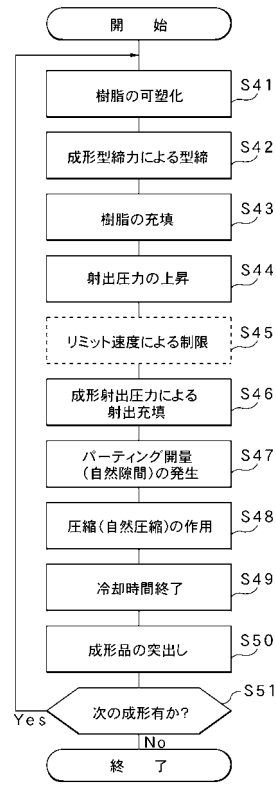 開 始
樹脂の可塑化
S41
成形型締力による型締
S42
樹脂の充填
S43
射出圧力の上昇
S44
リミット速度による制限
S45
成形射出圧力による
射出充填
S46
パーティング開量
(自然隙間)の発生
S47
圧縮(自然圧縮)の作用
S48
冷却時間終了
S49
成形品の突出し
S50
次の成形有か?
S51
Yes
No
終 了